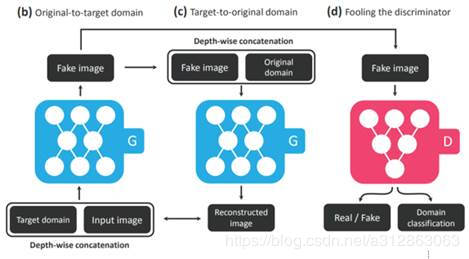 (b) Original-to-target domain
(c) Target-to-original domain
(d) Fooling the discriminator
Depth-wise concatenation
Fake image
Fake image
Original
domain
Fake image
G
G
D
Target domain
Input image
Reconstructed
image
Real / Fake
Domain
classification
Depth-wise concatenation
https://blog.csdn.net/a312863063